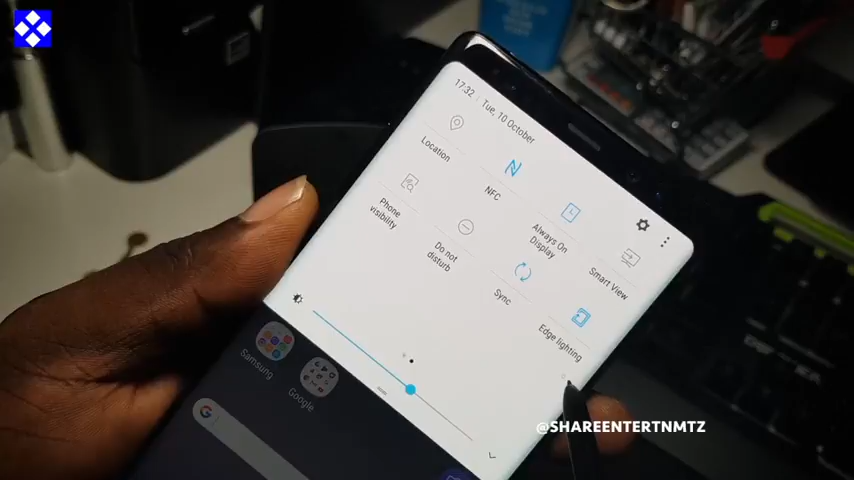 17:32
Tue, 10 October
Location
NFC
Always On
Display
Smart View
Phone
visibility
Do not
disturb
Sync
Edge lighting
Samsung
Google
G
@SHAREENTERTNMTZ